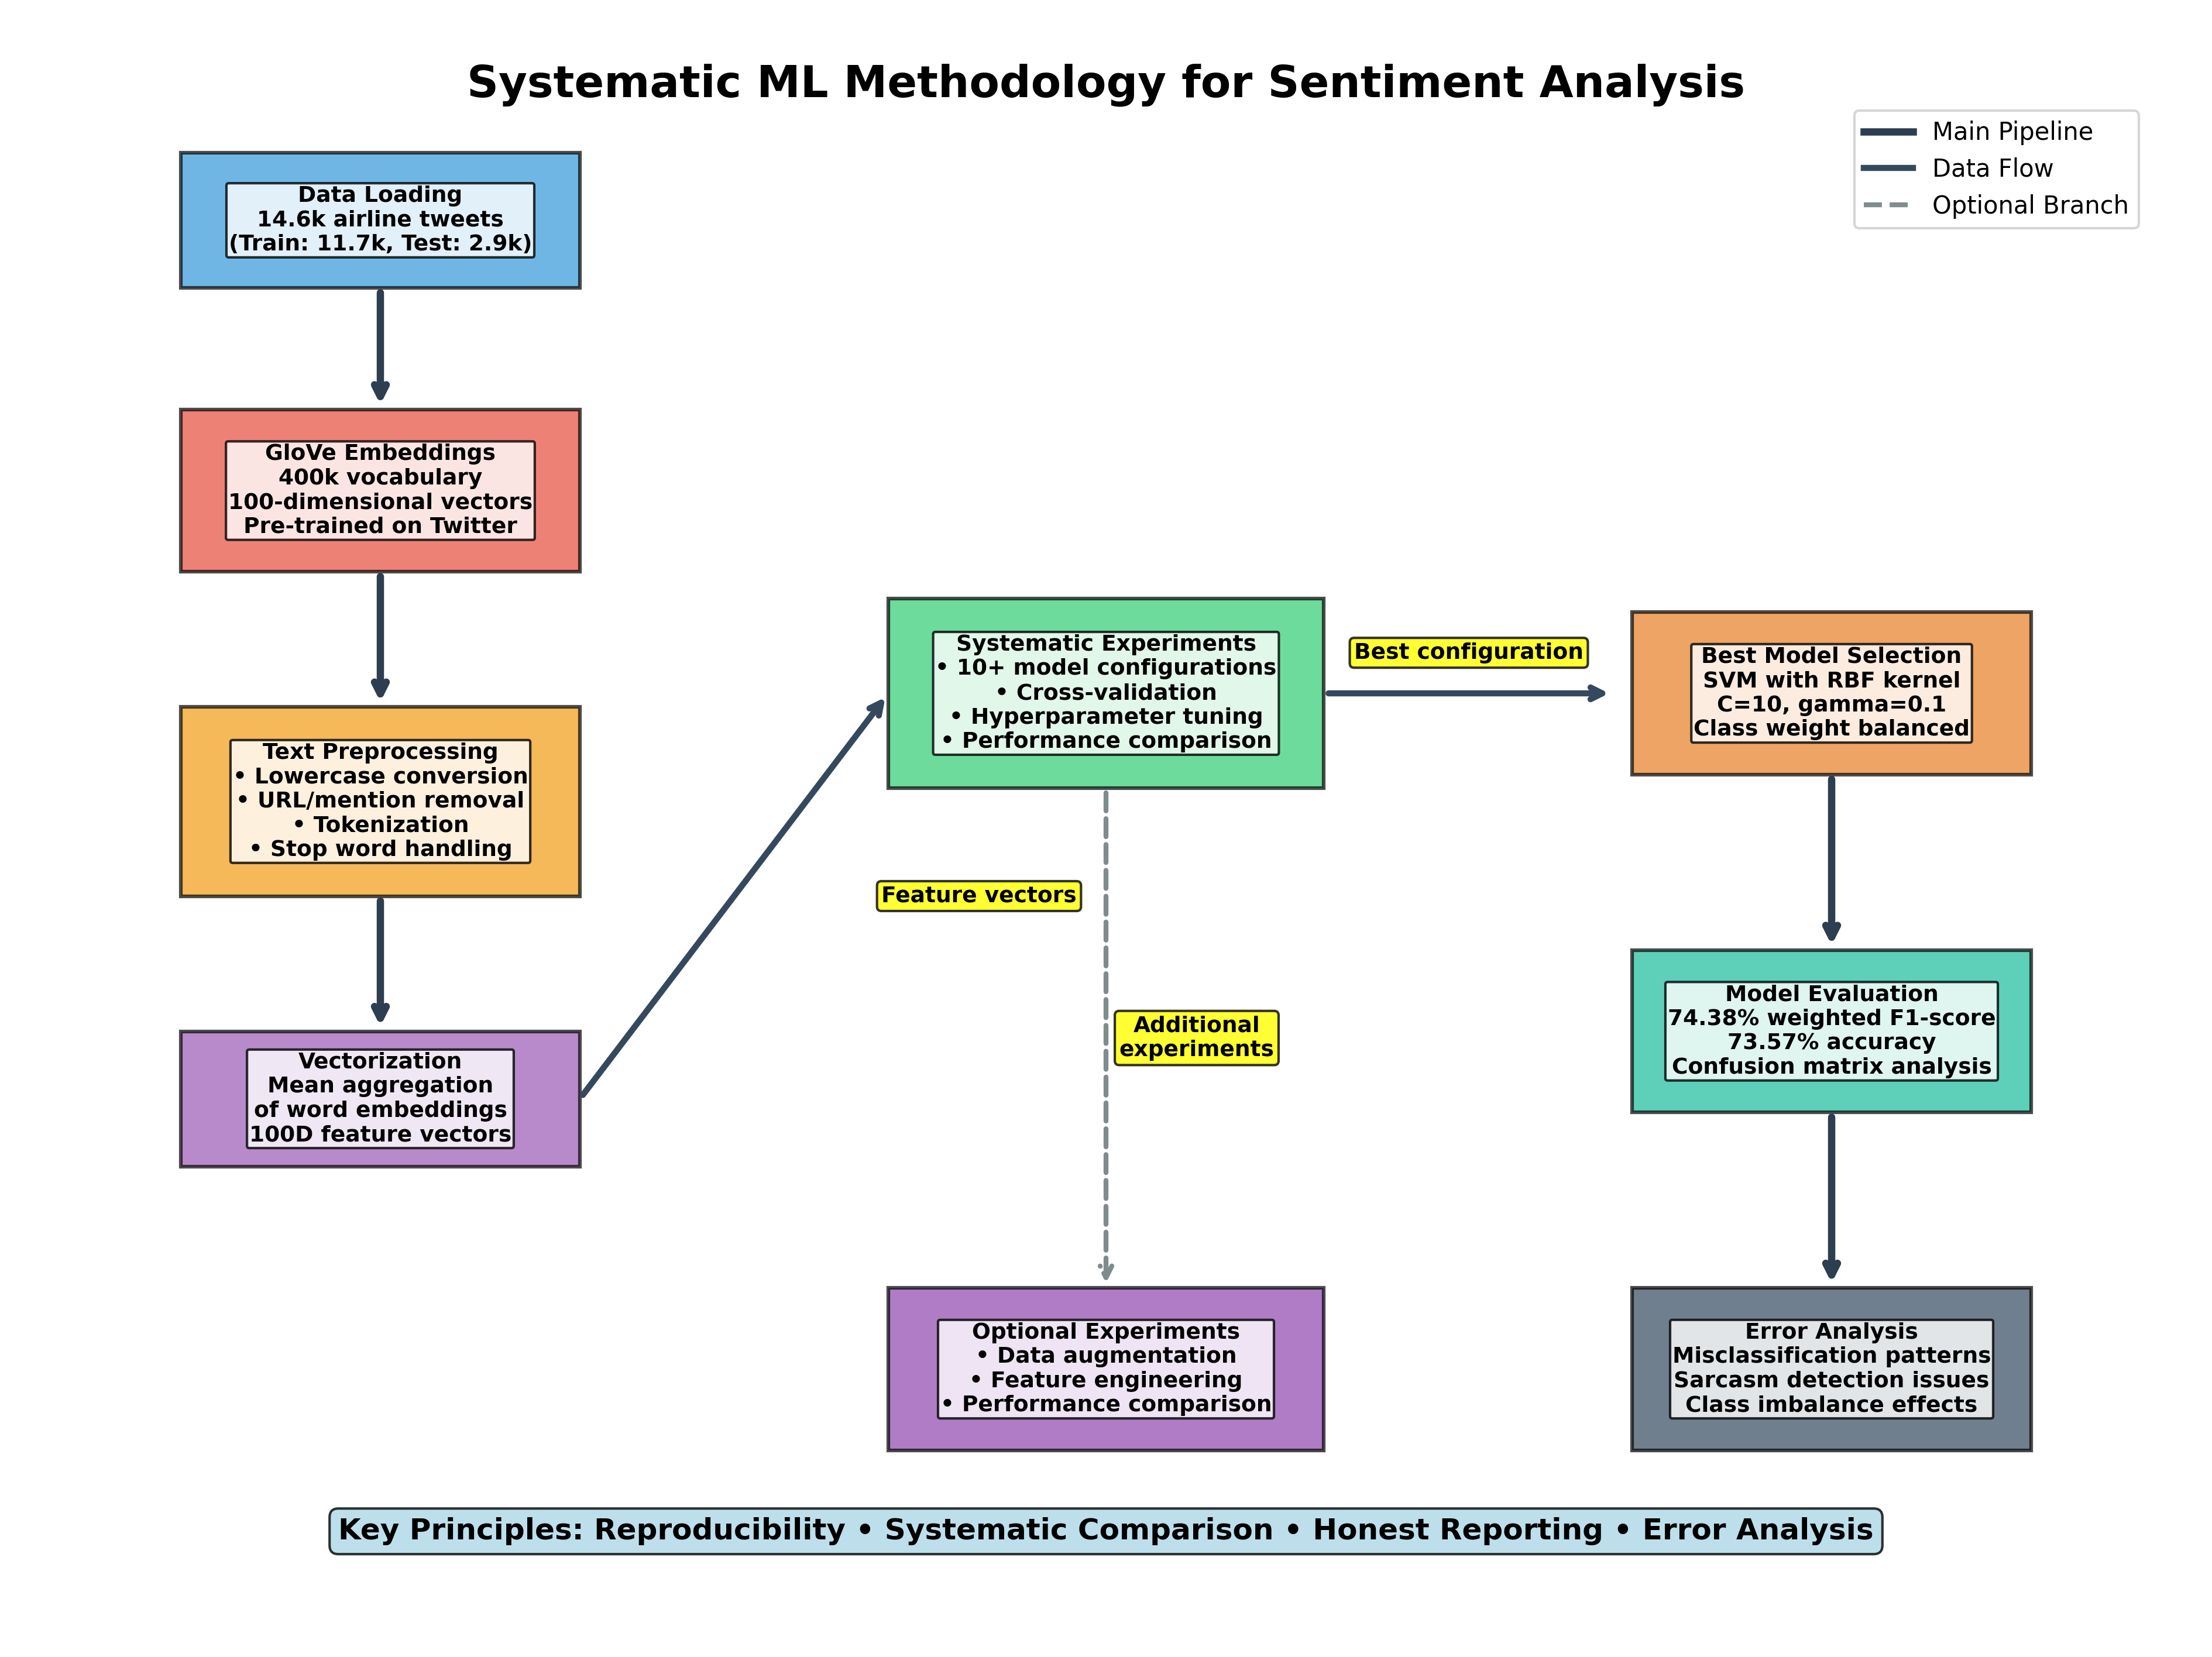 Systematic ML Methodology for Sentiment Analysis
Main Pipeline
Data Flow
Optional Branch
Data Loading
14.6k airline tweets
(Train: 11.7k, Test: 2.9k)
GloVe Embeddings
400k vocabulary
100-dimensional vectors
Pre-trained on Twitter
Text Preprocessing
• Lowercase conversion
• URL/mention removal
• Tokenization
• Stop word handling
Vectorization
Mean aggregation
of word embeddings
100D feature vectors
Feature vectors
Systematic Experiments
• 10+ model configurations
• Cross-validation
• Hyperparameter tuning
• Performance comparison
Additional
experiments
Optional Experiments
• Data augmentation
• Feature engineering
• Performance comparison
Best configuration
Best Model Selection
SVM with RBF kernel
C=10, gamma=0.1
Class weight balanced
Model Evaluation
74.38% weighted F1-score
73.57% accuracy
Confusion matrix analysis
Error Analysis
Misclassification patterns
Sarcasm detection issues
Class imbalance effects
Key Principles: Reproducibility • Systematic Comparison • Honest Reporting • Error Analysis